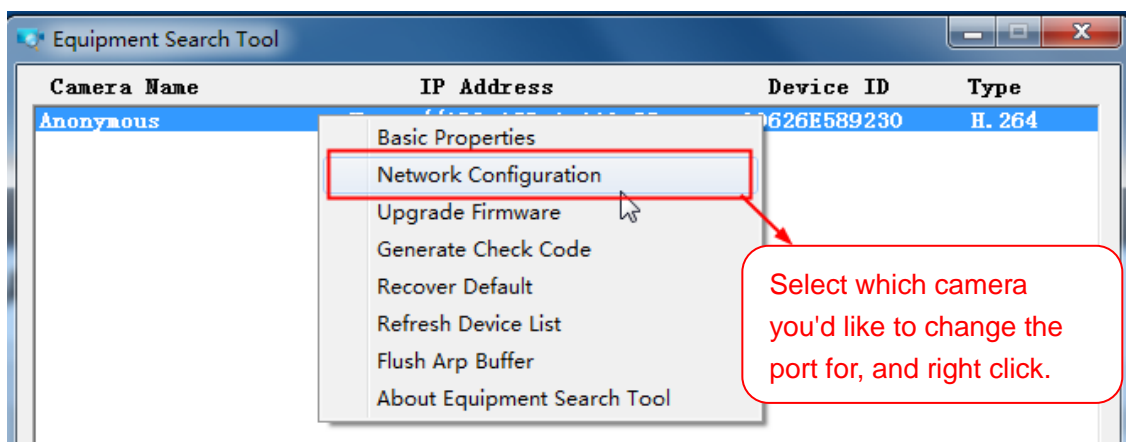 Equipment Search Tool
Camera Name IP Address Device ID Type
Anonymous H.264
Basic Properties
Network Configuration
Upgrade Firmware
Generate Check Code
Recover Default
Refresh Device List
Flush Arp Buffer
About Equipment Search Tool
Select which camera
you'd like to change the
port for, and right click.